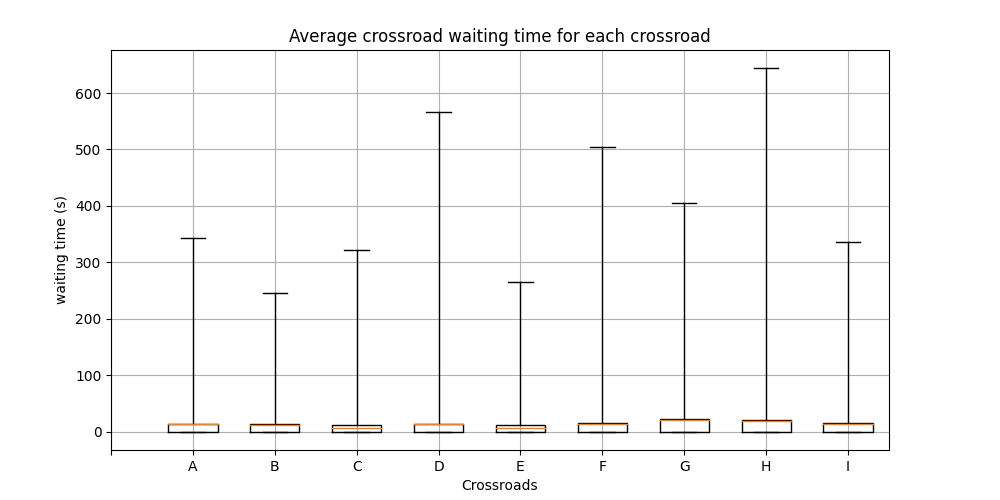 Average crossroad waiting time for each crossroad
600
500
400
300
200
100
0
waiting time (s)
A B C D E F G H I
Crossroads